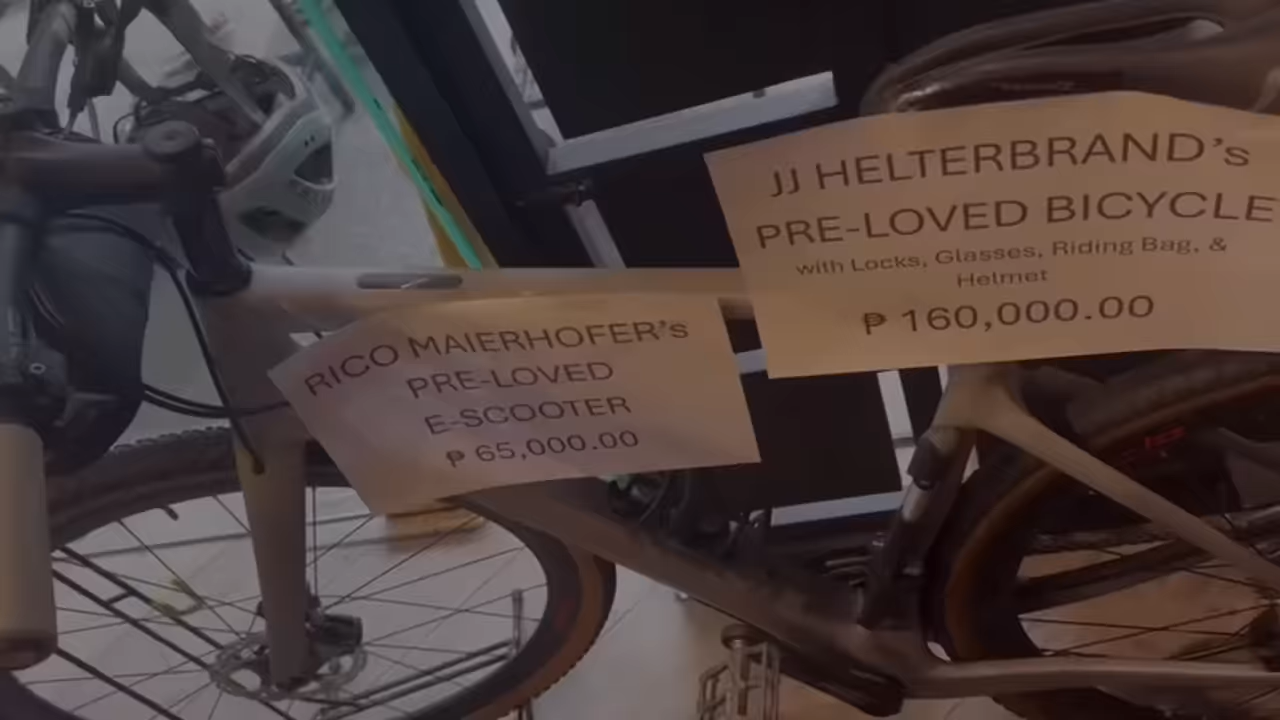 JJ HELTERBRAND's
PRE-LOVED BICYCLE
with Locks, Glasses, Riding Bag, &
Helmet
₱ 160,000.00
RICO MAIERHOFER's
PRE-LOVED
E-SCOOTER
₱ 65,000.00